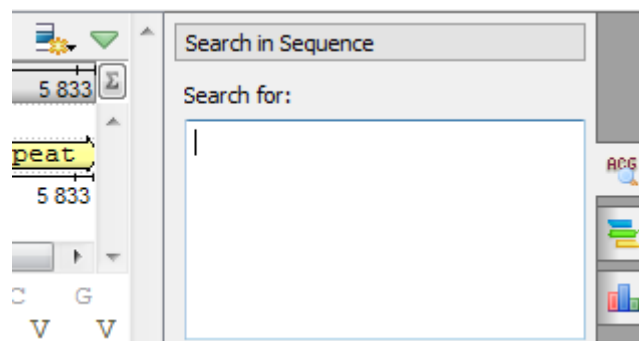 Search in Sequence
5 833 Σ
Search for:
peat
ACG
5 833
C G
V V